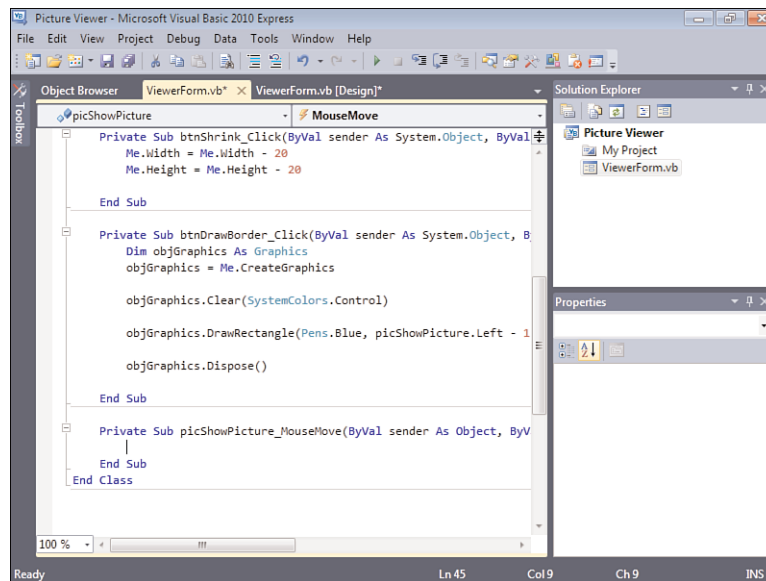 Picture Viewer - Microsoft Visual Basic 2010 Express
File Edit View Project Debug Data Tools Window Help
Toolbox
Object Browser ViewerForm.vb* ViewerForm.vb [Design]*
picShowPicture MouseMove
Private Sub btnShrink_Click(ByVal sender As System.Object, ByVal
Me.Width = Me.Width - 20
Me.Height = Me.Height - 20
End Sub
Private Sub btnDrawBorder_Click(ByVal sender As System.Object, B
Dim objGraphics As Graphics
objGraphics = Me.CreateGraphics
objGraphics.Clear(SystemColors.Control)
objGraphics.DrawRectangle(Pens.Blue, picShowPicture.Left - 1
objGraphics.Dispose()
End Sub
Private Sub picShowPicture_MouseMove(ByVal sender As Object, ByV
End Sub
End Class
100 %
Solution Explorer
Picture Viewer
My Project
ViewerForm.vb
Properties
Ready Ln 45 Col 9 Ch 9 INS